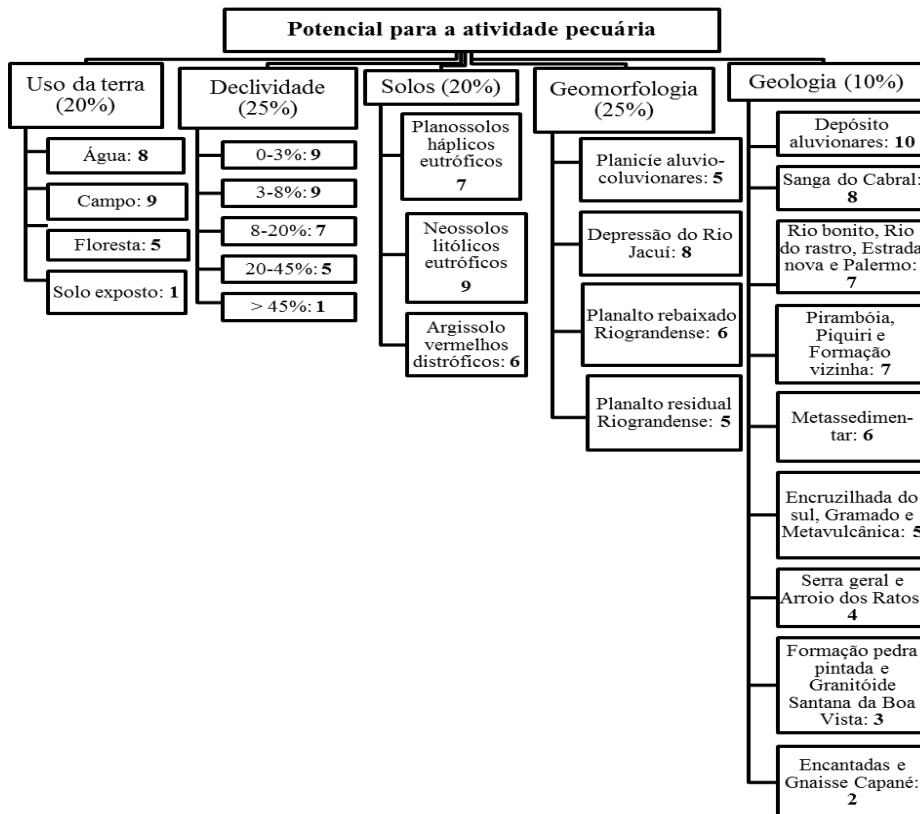 Potencial para a atividade pecuária
Uso da terra
(20%)
Água: 8
Campo: 9
Floresta: 5
Solo exposto: 1
Declividade
(25%)
0-3%: 9
3-8%: 9
8-20%: 7
20-45%: 5
> 45%: 1
Solos (20%)
Planossolos
háplicos
eutróficos
7
Neossolos
litólicos
eutróficos
9
Argissolo
vermelhos
distróficos: 6
Geomorfologia
(25%)
Planicíe aluvio-
coluvionares: 5
Depressão do Rio
Jacuí: 8
Planalto rebaixado
Riograndense: 6
Planalto residual
Riograndense: 5
Geologia (10%)
Depósito
aluvionares: 10
Sanga do Cabral:
8
Rio bonito, Rio
do rastro, Estrada
nova e Palermo:
7
Pirambóia,
Piquiri e
Formação
vizinha: 7
Metassedimen-
tar: 6
Encruzilhada do
sul, Gramado e
Metavulcânica: 5
Serra geral e
Arroio dos Ratos:
4
Formação pedra
pintada e
Granitóide
Santana da Boa
Vista: 3
Encantadas e
Gnaisse Capané:
2